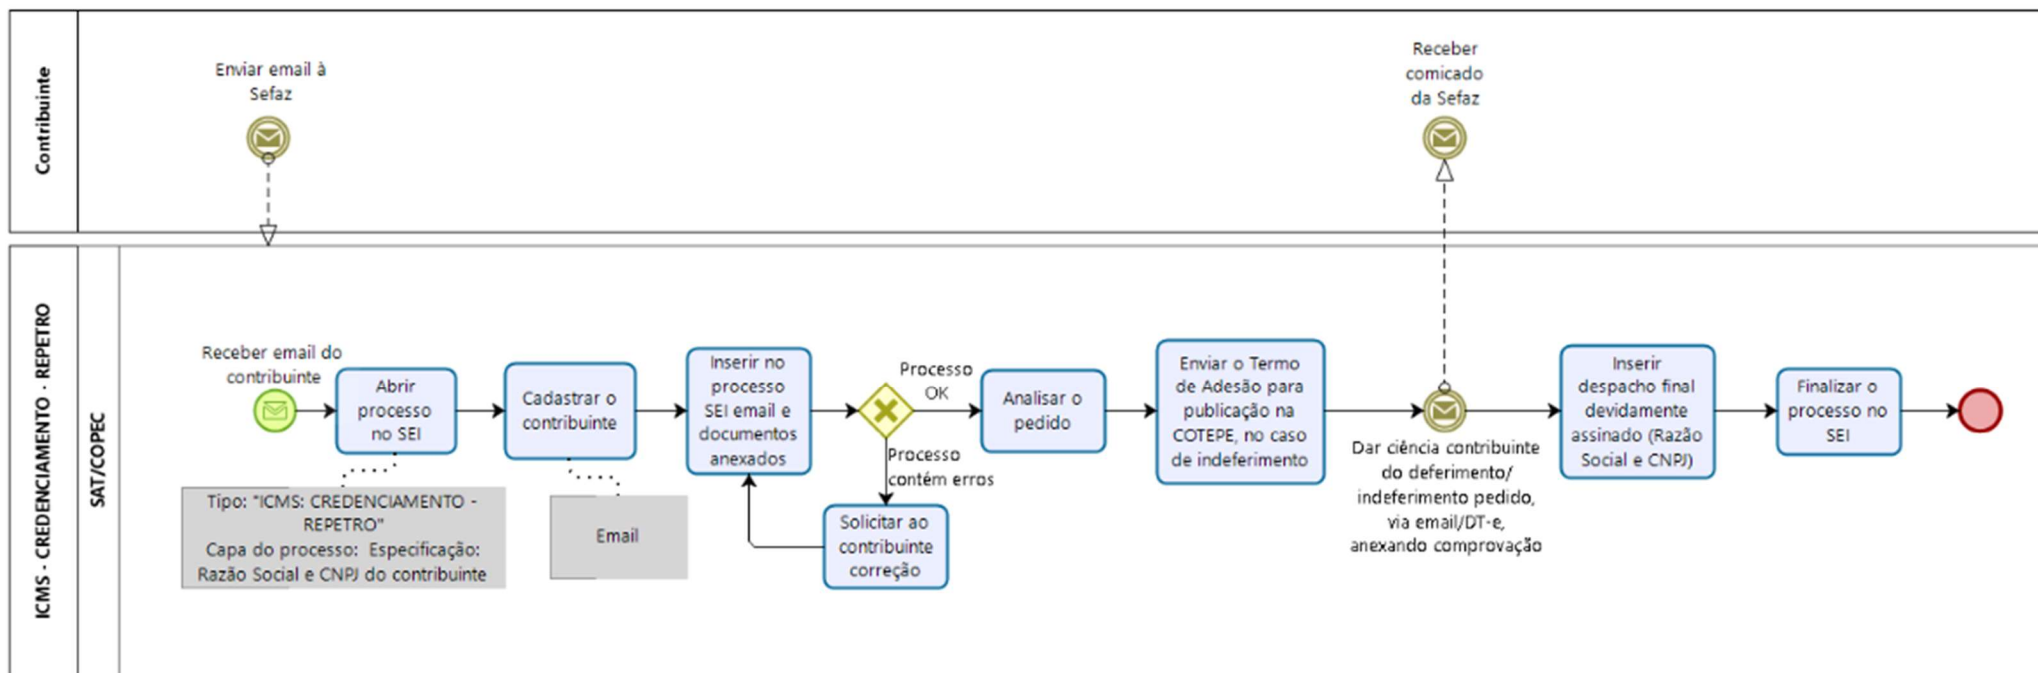 Contribuinte
Enviar email à
Sefaz
Receber
comicado
da Sefaz
ICMS - CREDENCIAMENTO - REPETRO
SAT/COPEC
Receber email do
contribuinte
Abrir
processo
no SEI
Tipo: "ICMS: CREDENCIAMENTO -
REPETRO"
Capa do processo: Especificação:
Razão Social e CNPJ do contribuinte
Cadastrar o
contribuinte
Email
Inserir no
processo
SEI email e
documentos
anexados
Processo
OK
Processo
contém erros
Solicitar ao
contribuinte
correção
Analisar o
pedido
Enviar o Termo
de Adesão para
publicação na
COTEPE, no caso
de indeferimento
Dar ciência contribuinte
do deferimento/
indeferimento pedido,
via email/DT-e,
anexando comprovação
Inserir
despacho final
devidamente
assinado (Razão
Social e CNPJ)
Finalizar o
processo no
SEI